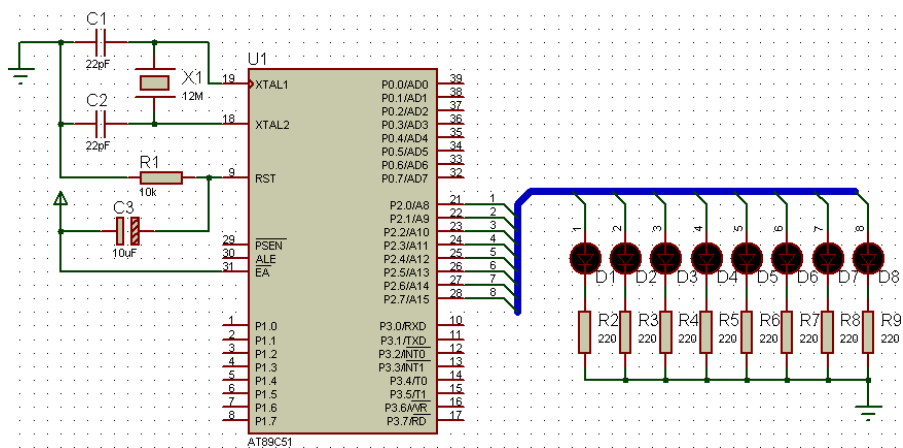 C1
22pF
X1
12M
C2
22pF
R1
10k
C3
10uF
U1
19 XTAL1
18 XTAL2
9 RST
29 PSEN
30 ALE
31 EA
1 P1.0
2 P1.1
3 P1.2
4 P1.3
5 P1.4
6 P1.5
7 P1.6
8 P1.7
P0.0/AD0 39
P0.1/AD1 38
P0.2/AD2 37
P0.3/AD3 36
P0.4/AD4 35
P0.5/AD5 34
P0.6/AD6 33
P0.7/AD7 32
P2.0/A8 21 1
P2.1/A9 22 2
P2.2/A10 23 3
P2.3/A11 24 4
P2.4/A12 25 5
P2.5/A13 26 6
P2.6/A14 27 7
P2.7/A15 28 8
P3.0/RXD 10
P3.1/TXD 11
P3.2/INT0 12
P3.3/INT1 13
P3.4/T0 14
P3.5/T1 15
P3.6/WR 16
P3.7/RD 17
AT89C51
1 2 3 4 5 6 7 8
D1 D2 D3 D4 D5 D6 D7 D8
R2 R3 R4 R5 R6 R7 R8 R9
220 220 220 220 220 220 220 220